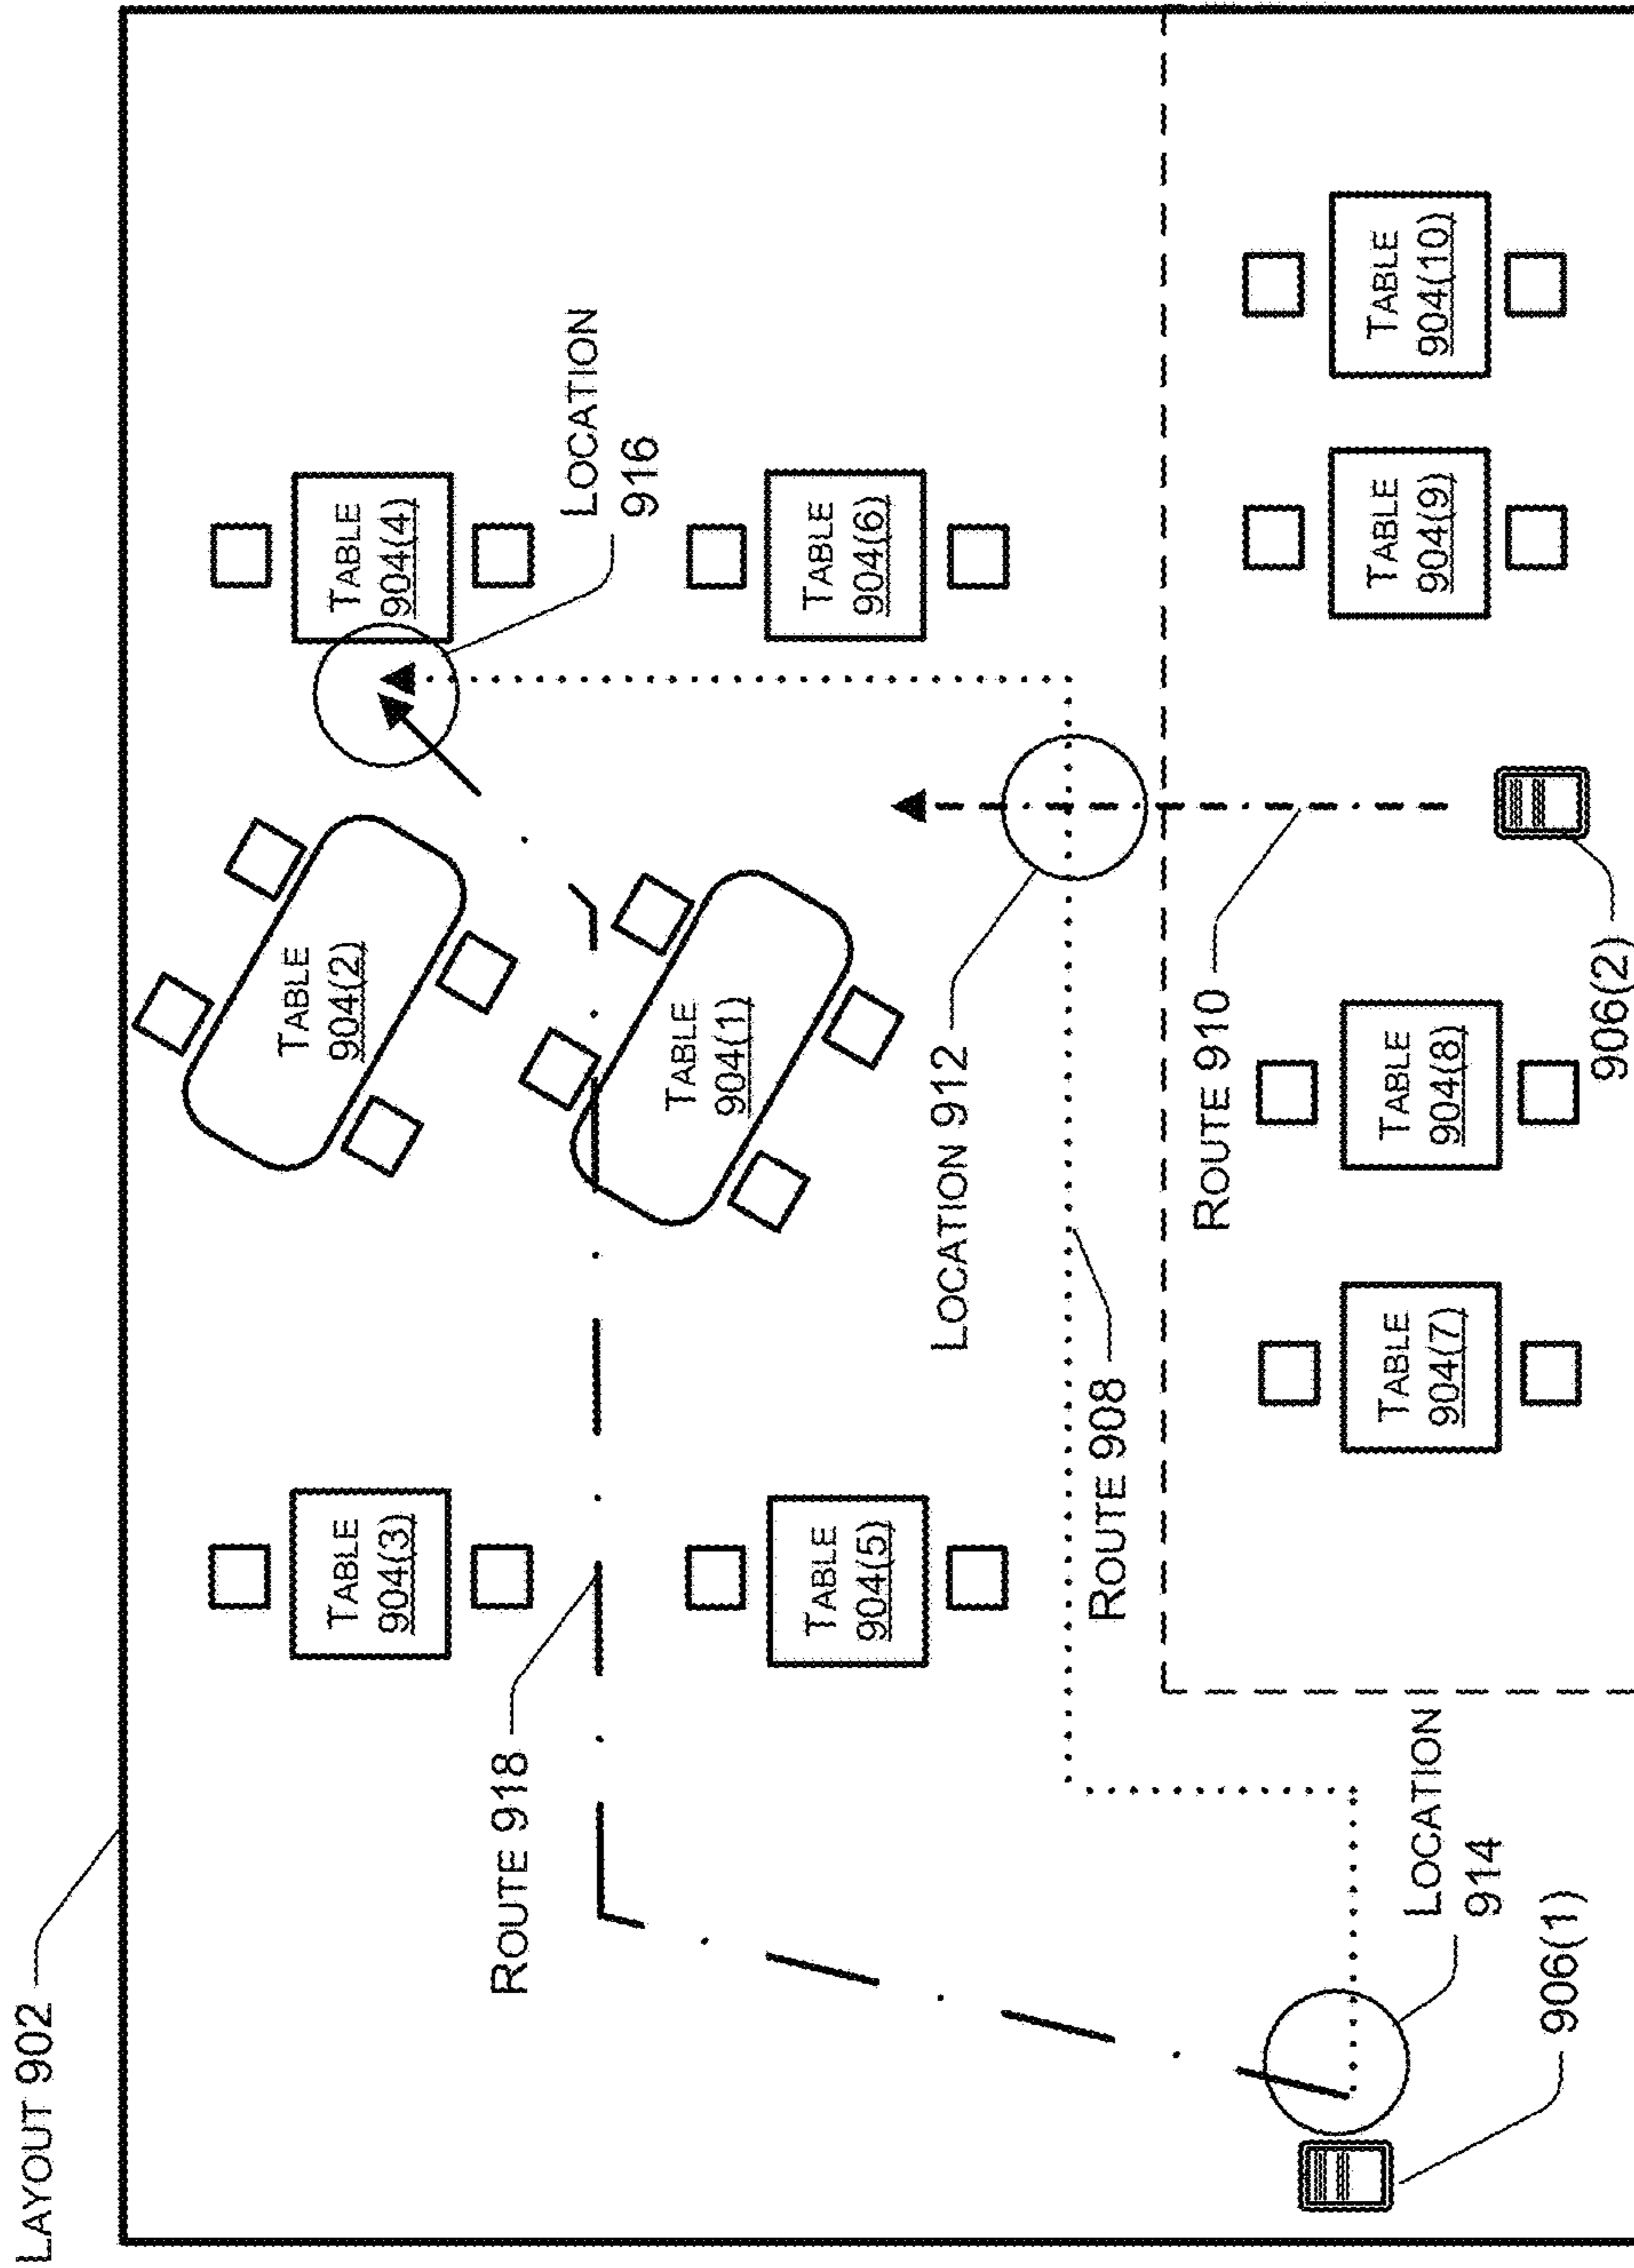 LAYOUT 902
TABLE
904(2)
TABLE
904(3)
TABLE
904(4)
LOCATION
916
ROUTE 918
TABLE
904(1)
TABLE
904(5)
TABLE
904(6)
LOCATION 912
ROUTE 908
ROUTE 910
TABLE
904(7)
TABLE
904(8)
TABLE
904(9)
TABLE
904(10)
LOCATION
914
906(1)
906(2)